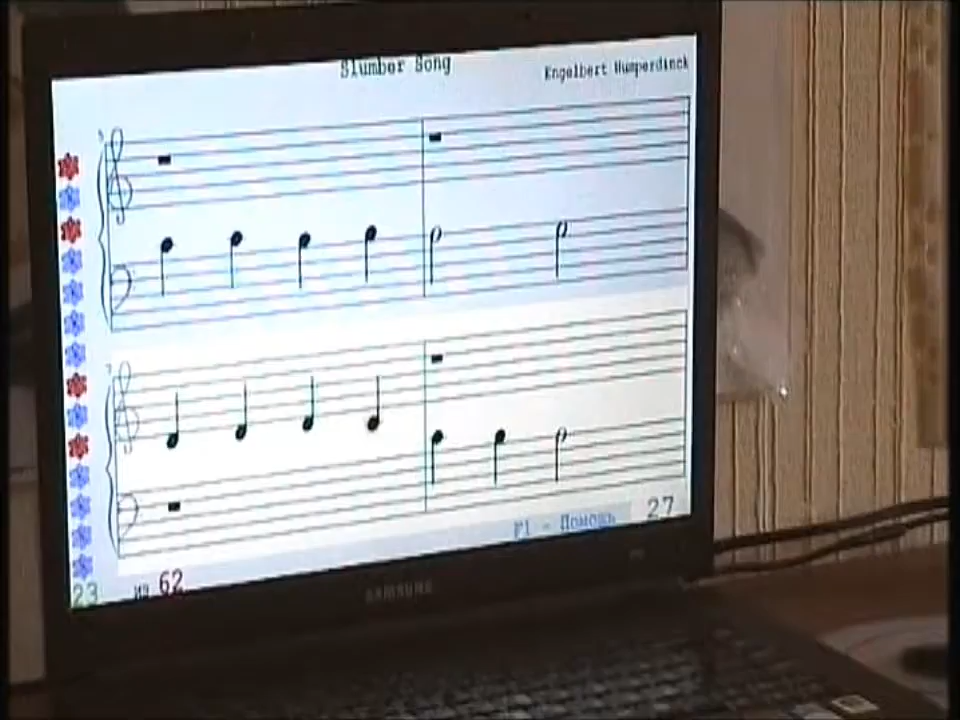 Slumber Song
Engelbert Humperdinck
F1 - Помощь
27
23 из 62
SAMSUNG